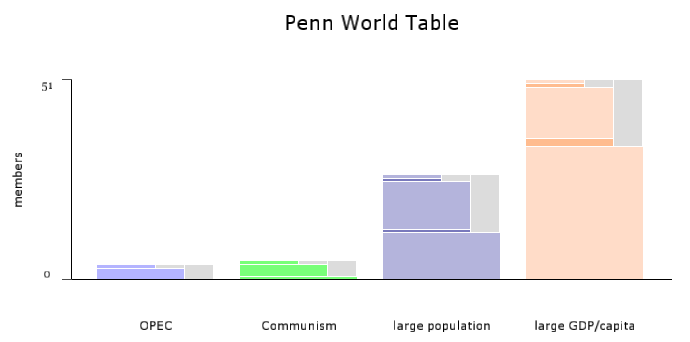 Penn World Table
51
members
0
OPEC Communism large population large GDP/capita